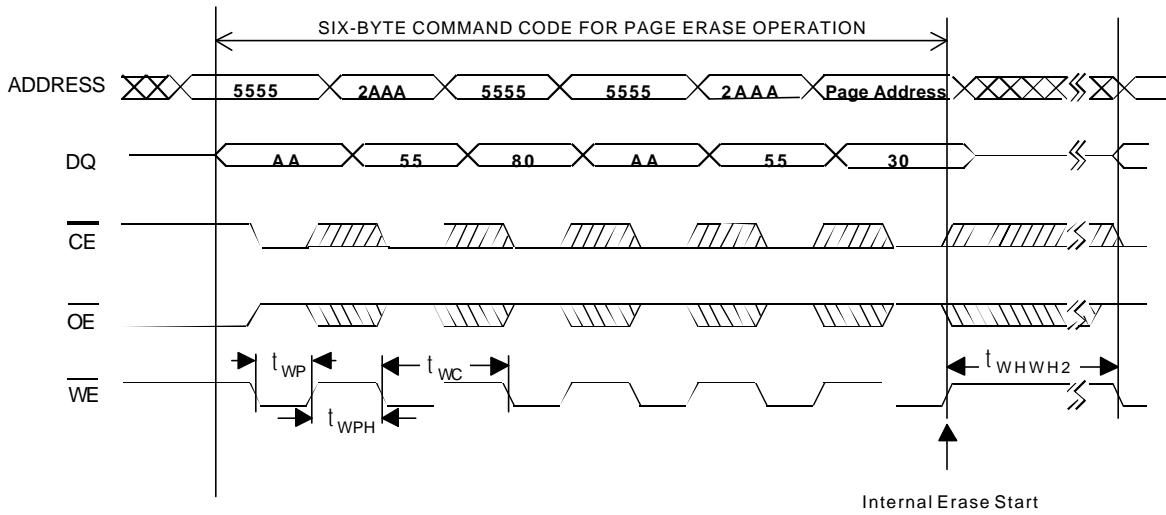 SIX-BYTE COMMAND CODE FOR PAGE ERASE OPERATION
ADDRESS 5555 2AAA 5555 5555 2AAA Page Address
DQ AA 55 80 AA 55 30
CE
OE
tWP tWC tWHWH2
WE
tWPH
Internal Erase Start